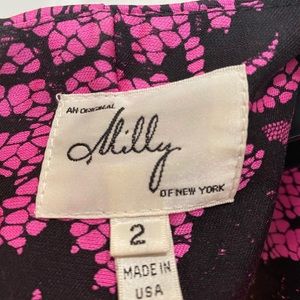 AN ORIGINAL
Milly
OF NEW YORK
2
MADE IN
USA